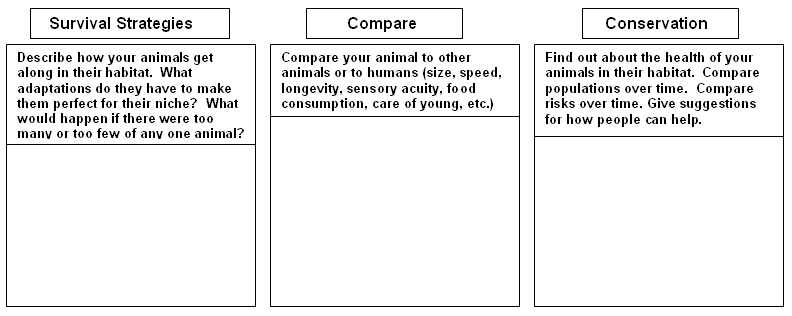 Survival Strategies
Describe how your animals get
along in their habitat. What
adaptations do they have to make
them perfect for their niche? What
would happen if there were too
many or too few of any one animal?
Compare
Compare your animal to other
animals or to humans (size, speed,
longevity, sensory acuity, food
consumption, care of young, etc.)
Conservation
Find out about the health of your
animals in their habitat. Compare
populations over time. Compare
risks over time. Give suggestions
for how people can help.